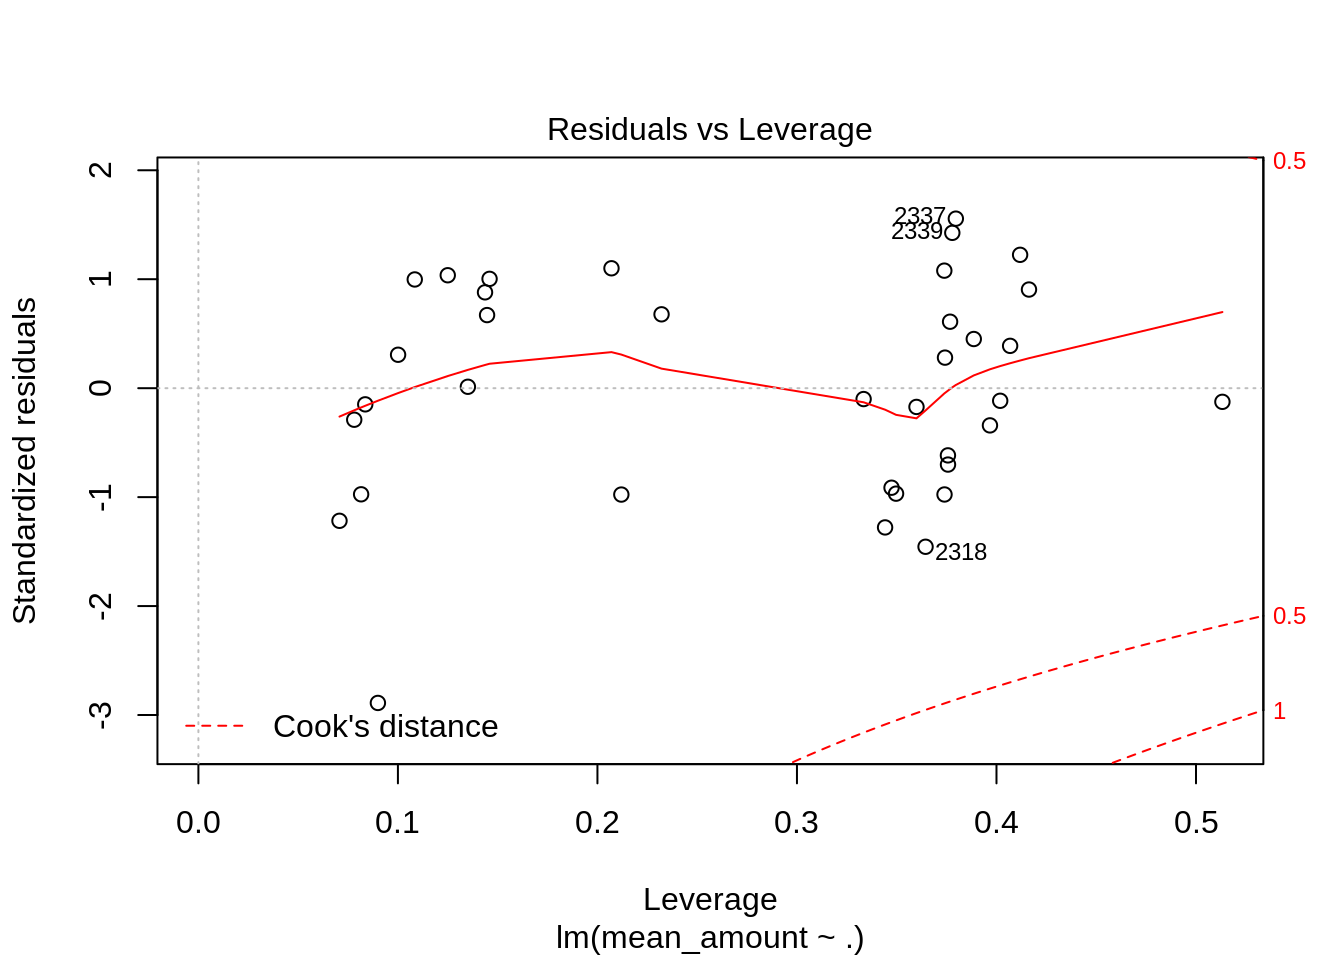 Residuals vs Leverage
2
1
0
-1
-2
-3
Standardized residuals
0.5
0.5
1
2337
2339
2318
Cook's distance
0.0 0.1 0.2 0.3 0.4 0.5
Leverage
lm(mean_amount ~ .)